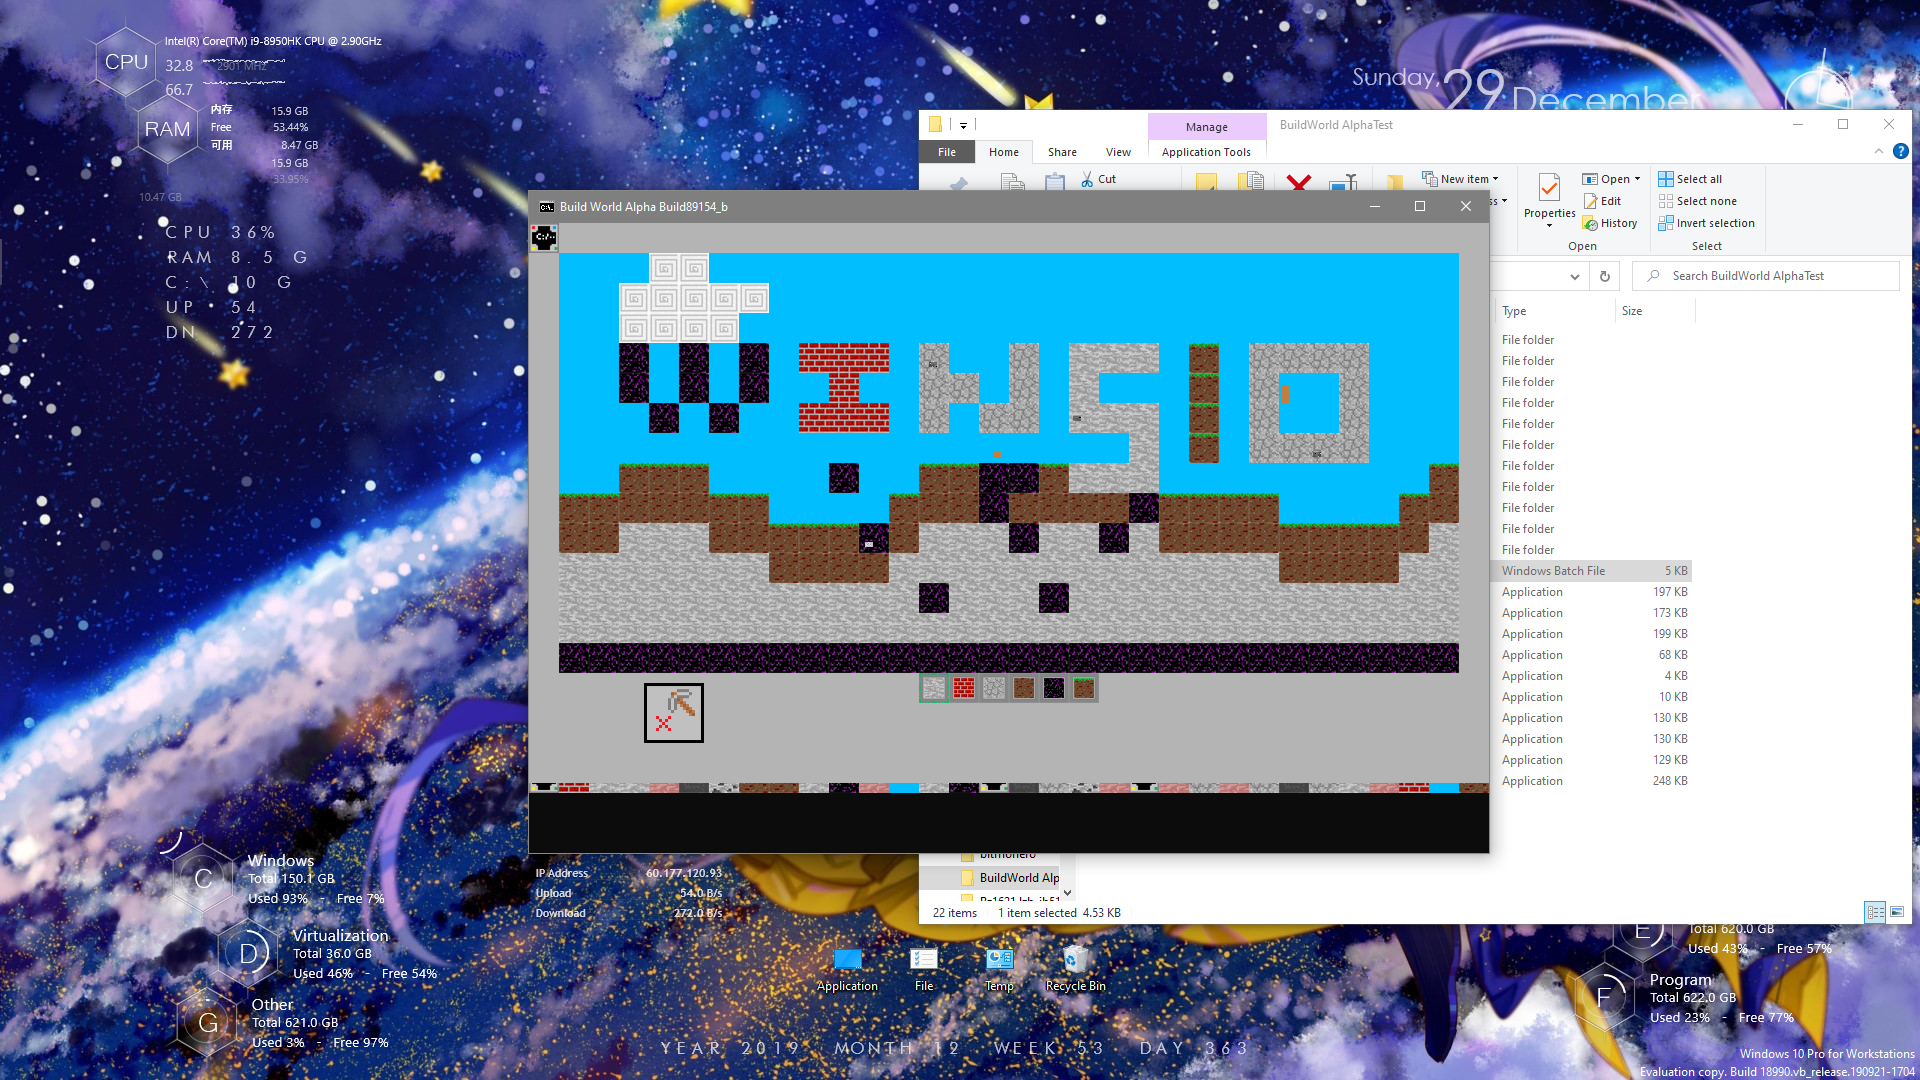 CPU
Intel(R) Core(TM) i9-8950HK CPU @ 2.90GHz
32.8
2901 MHz
66.7
RAM
内存 15.9 GB
Free 53.44%
可用 8.47 GB
15.9 GB
33.95%
10.47 GB
CPU 36%
RAM 8.5 G
C:\ 10 G
UP 54
DN 272
Sunday, 29 December
Manage
BuildWorld AlphaTest
File
Home
Share
View
Application Tools
Cut
New item
Properties
Open
Edit
History
Open
Select all
Select none
Invert selection
Select
Search BuildWorld AlphaTest
Type
Size
File folder
File folder
File folder
File folder
File folder
File folder
File folder
File folder
File folder
File folder
File folder
Windows Batch File 5 KB
Application 197 KB
Application 173 KB
Application 199 KB
Application 68 KB
Application 4 KB
Application 10 KB
Application 130 KB
Application 130 KB
Application 129 KB
Application 248 KB
Build World Alpha Build89154_b
WIN510
bitmonero
BuildWorld Alp
22 items
1 item selected 4.53 KB
C
Windows
Total 150.1 GB
Used 93% - Free 7%
D
Virtualization
Total 36.0 GB
Used 46% - Free 54%
G
Other
Total 621.0 GB
Used 3% - Free 97%
IP Address 60.177.120.93
Upload 54.0 B/s
Download 272.0 B/s
Application
File
Temp
Recycle Bin
E
Total 620.0 GB
Used 43% - Free 57%
F
Program
Total 622.0 GB
Used 23% - Free 77%
YEAR 2019 MONTH 12 WEEK 53 DAY 363
Windows 10 Pro for Workstations
Evaluation copy. Build 18990.vb_release.190921-1704